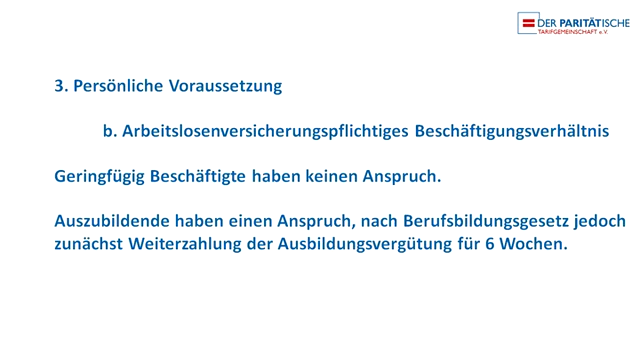 DER PARITÄTISCHE
TARIFGEMEINSCHAFT e.V.
3. Persönliche Voraussetzung
b. Arbeitslosenversicherungspflichtiges Beschäftigungsverhältnis
Geringfügig Beschäftigte haben keinen Anspruch.
Auszubildende haben einen Anspruch, nach Berufsbildungsgesetz jedoch
zunächst Weiterzahlung der Ausbildungsvergütung für 6 Wochen.